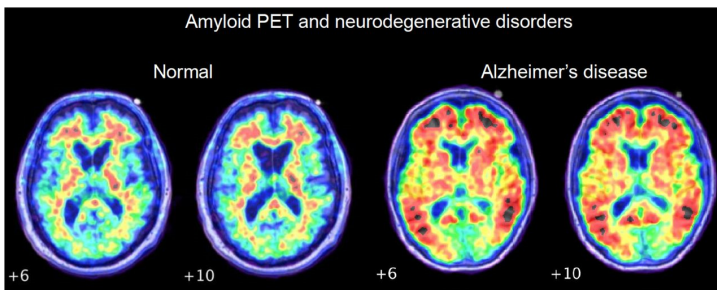 Amyloid PET and neurodegenerative disorders
Normal
Alzheimer's disease
+6
+10
+6
+10